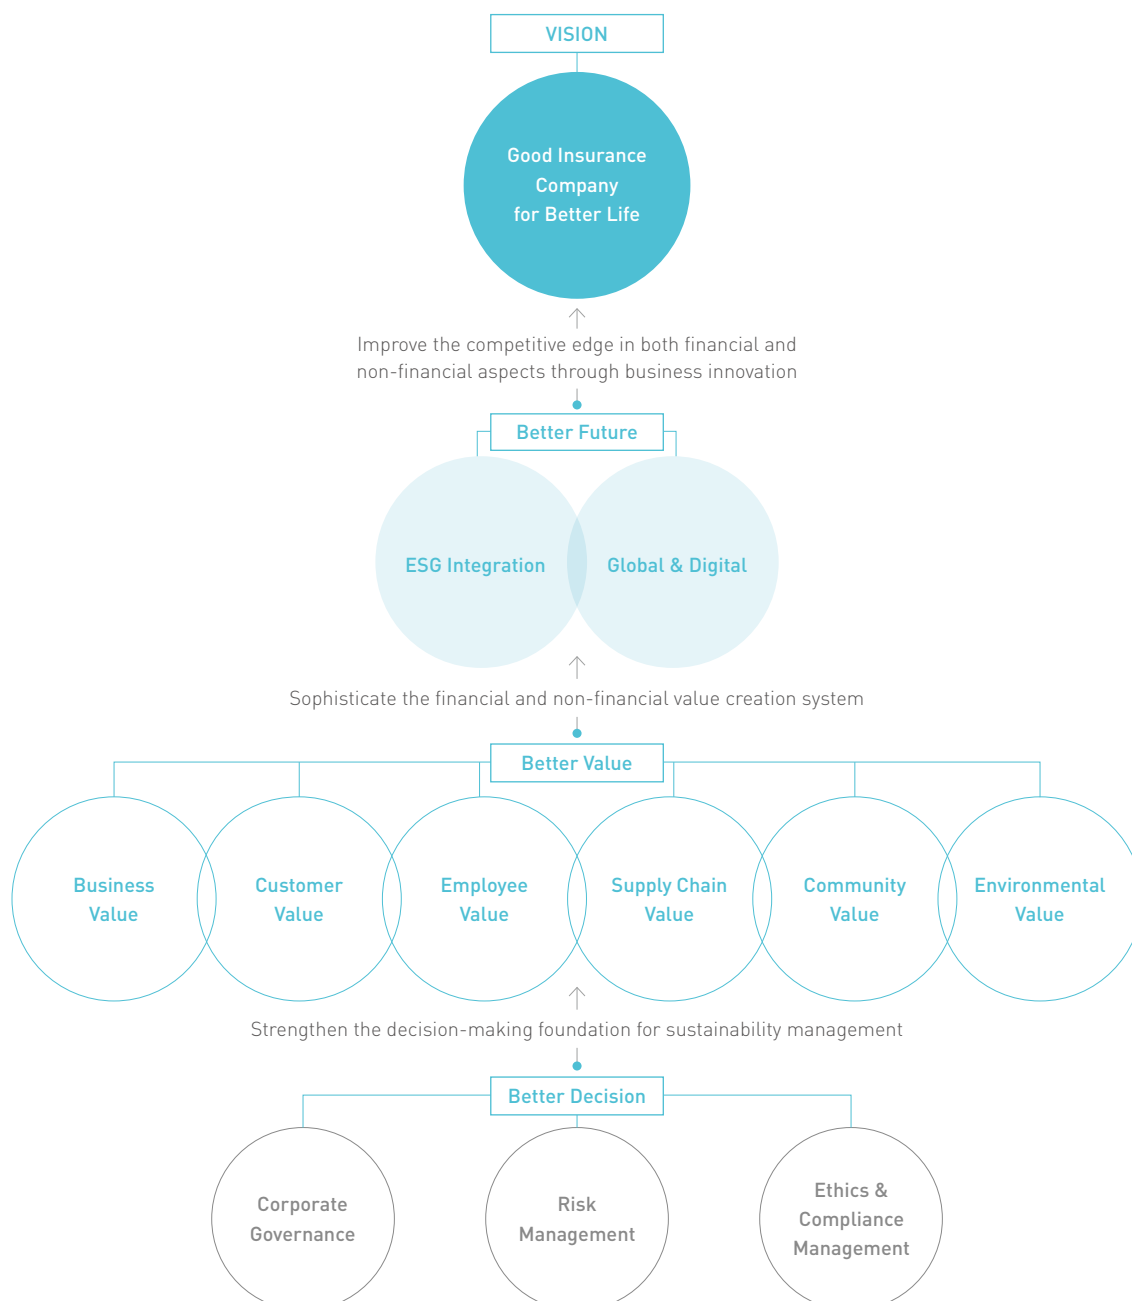 VISION
Good Insurance
Company
for Better Life
Improve the competitive edge in both financial and
non-financial aspects through business innovation
Better Future
ESG Integration
Global & Digital
Sophisticate the financial and non-financial value creation system
Better Value
Business
Value
Customer
Value
Employee
Value
Supply Chain
Value
Community
Value
Environmental
Value
Strengthen the decision-making foundation for sustainability management
Better Decision
Corporate
Governance
Risk
Management
Ethics &
Compliance
Management